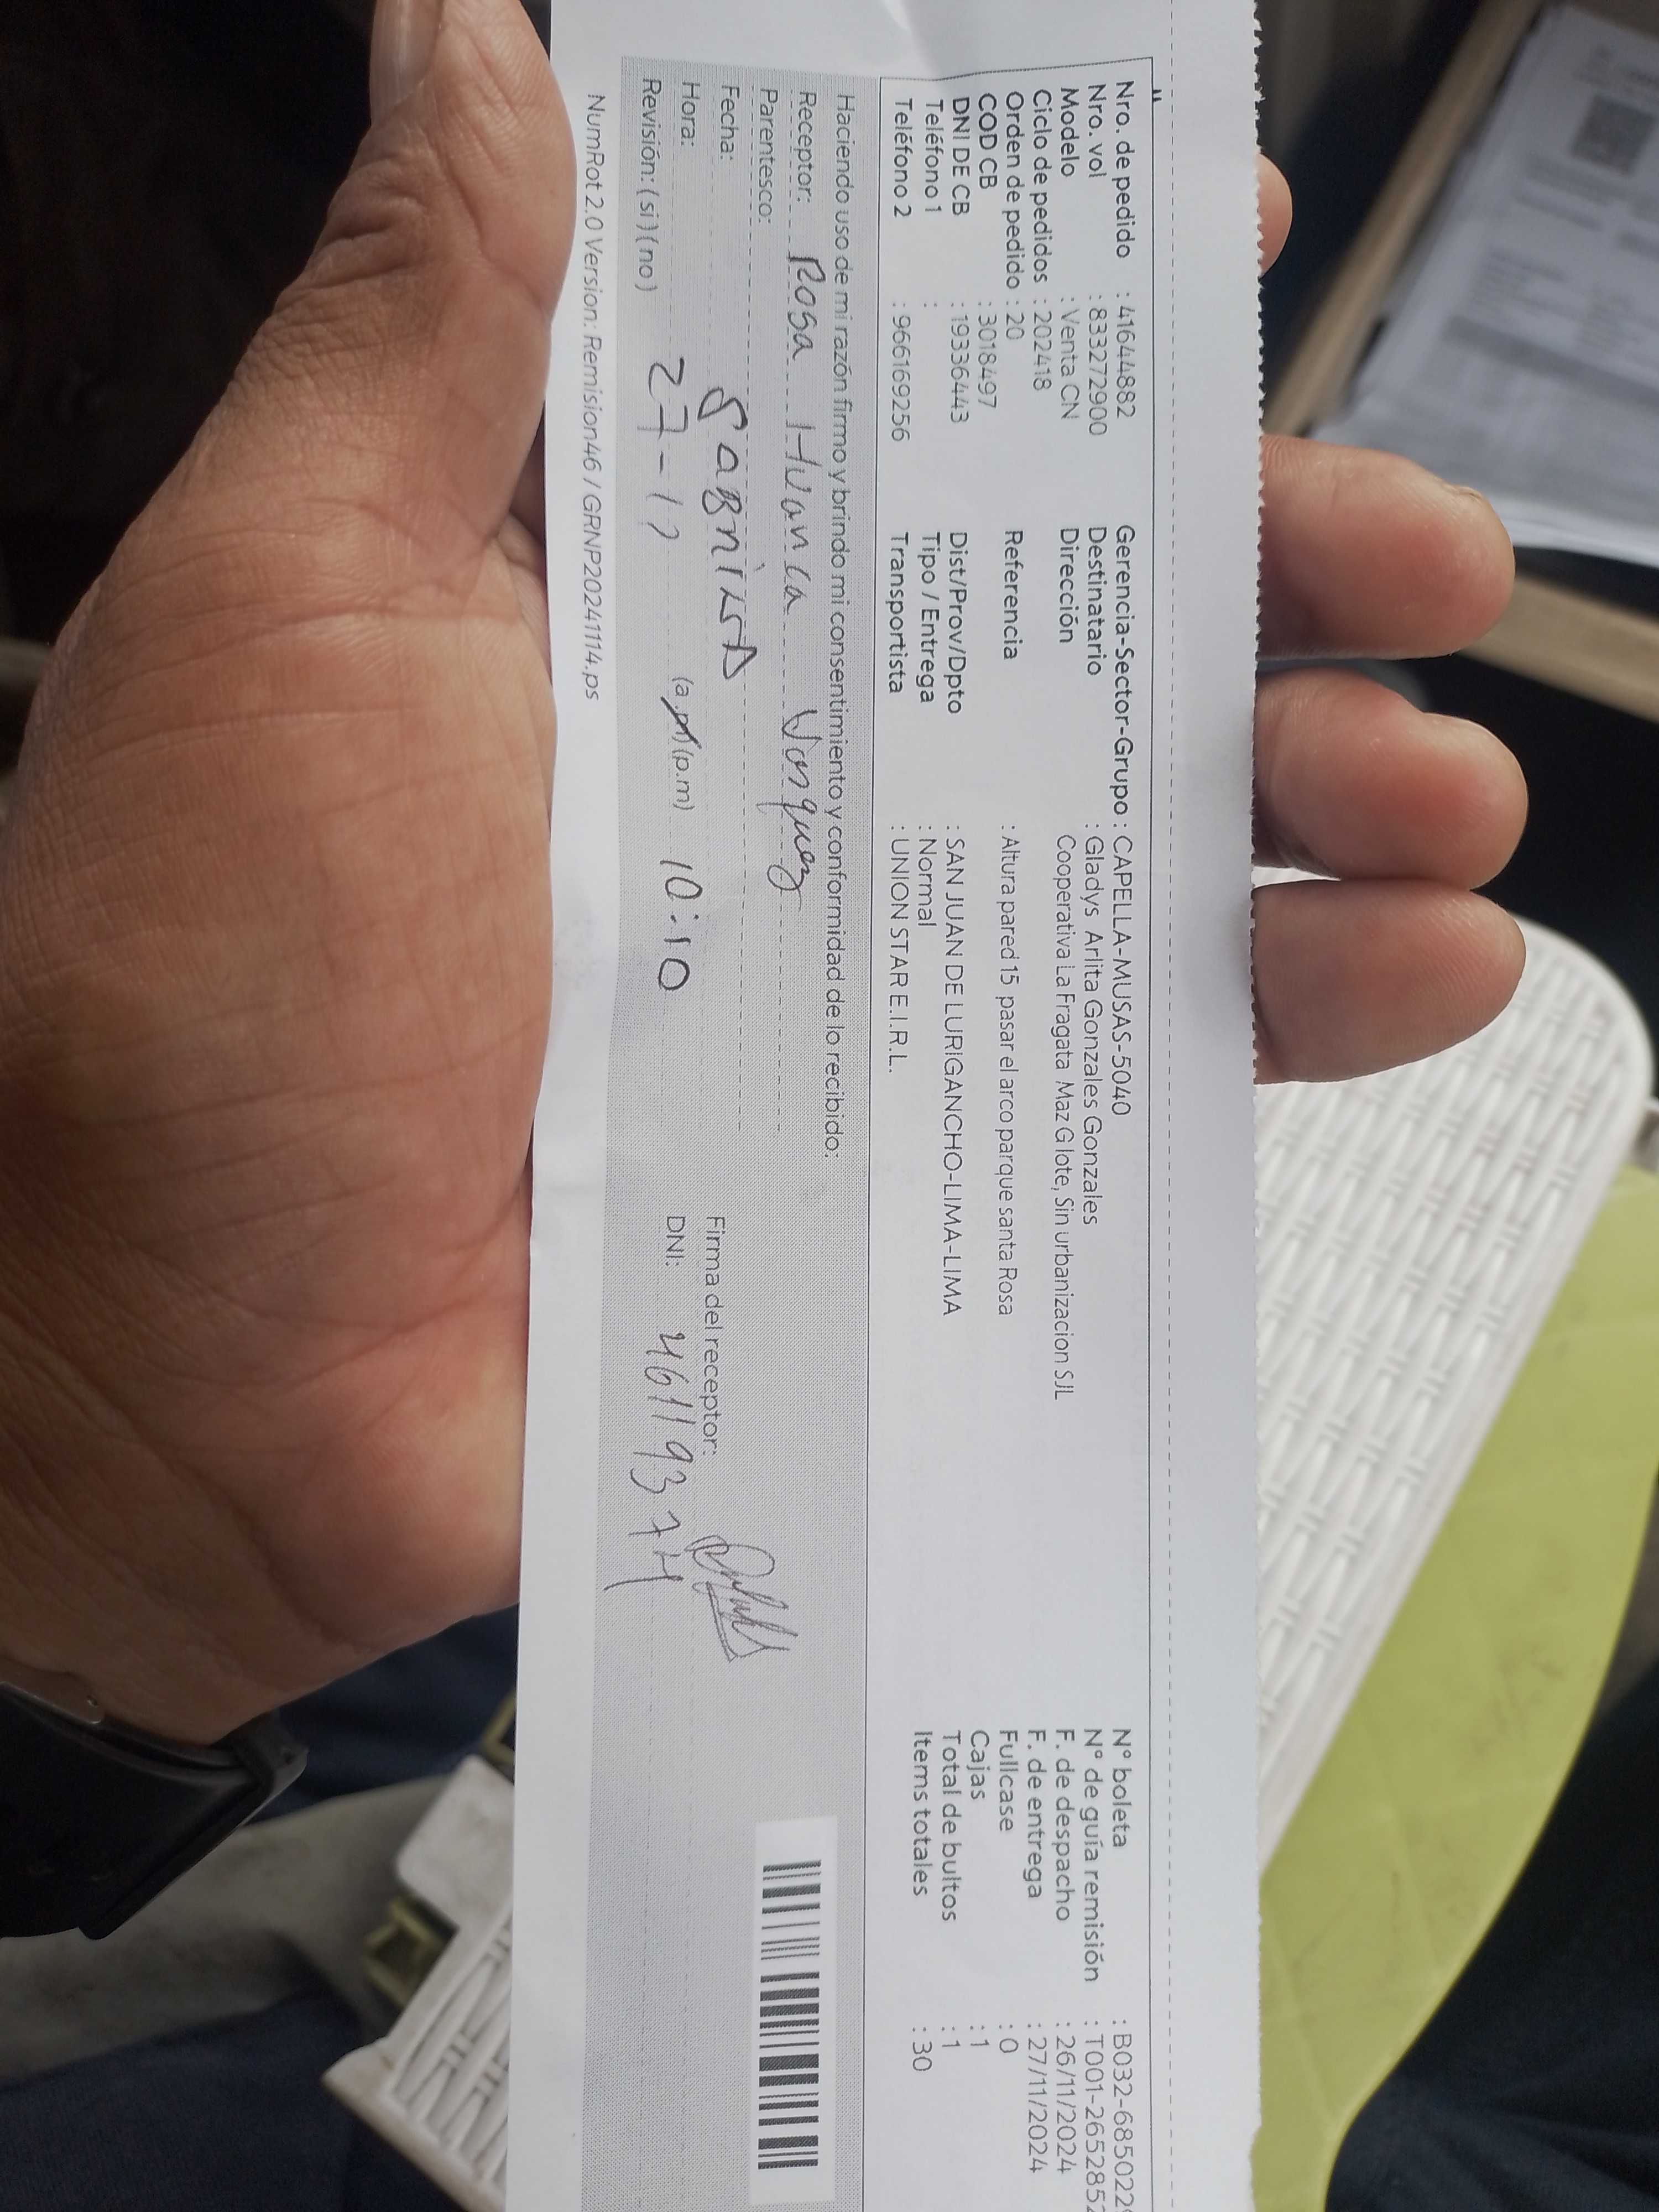 Nro. de pedido : 41644882 Gerencia-Sector-Grupo : CAPELLA-MUSAS-5040 N° boleta : B032-6850229
Nro. vol : 833272900 Destinatario : Gladys Arlita Gonzales Gonzales N° de guía remisión : T001-2652852
Modelo : Venta CN Dirección Cooperativa La Fragata Maz G lote, Sin urbanizacion SJL F. de despacho : 26/11/2024
Ciclo de pedidos : 202418 F. de entrega : 27/11/2024
Orden de pedido : 20 Referencia : Altura pared 15 pasar el arco parque santa Rosa Fullcase : 0
COD CB : 3018497 Cajas : 1
DNI DE CB : 19336443 Dist/Prov/Dpto : SAN JUAN DE LURIGANCHO-LIMA-LIMA Total de bultos : 1
Teléfono 1 : Tipo / Entrega : Normal Items totales : 30
Teléfono 2 : 966169256 Transportista : UNION STAR E.I.R.L.
Haciendo uso de mi razón firmo y brindo mi consentimiento y conformidad de lo recibido:
Receptor: Rosa Huanca
Parentesco:
Fecha: Firma del receptor:
Hora: (a.m) (p.m) 10:10 DNI: 46119374
Revisión: (si) (no) 27-1
NumRot 2.0 Version: Remision46 / GRNP20241114.ps